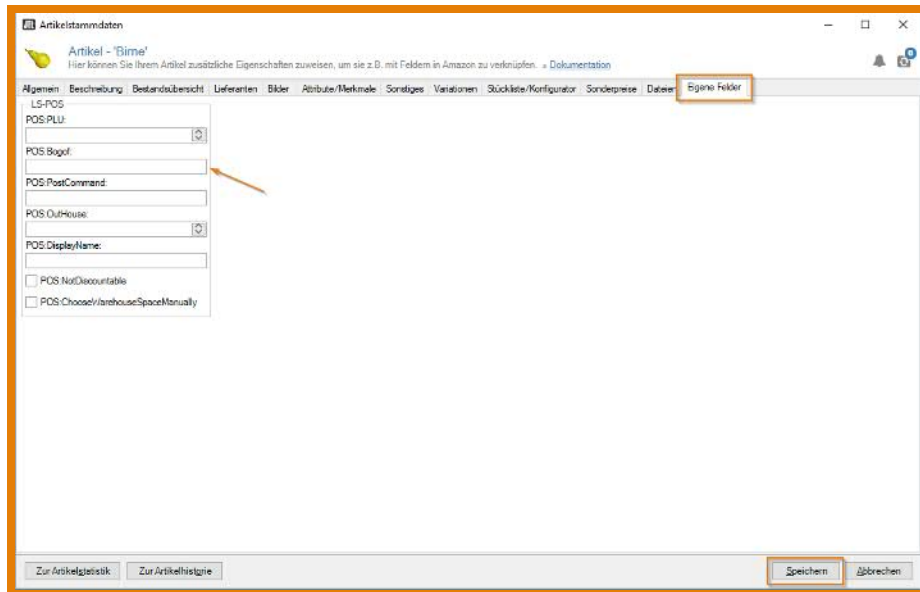 Artikelstammdaten
Artikel - 'Birne'
Hier können Sie Ihrem Artikel zusätzliche Eigenschaften zuweisen, um sie z.B. mit Feldern in Amazon zu verknüpfen. » Dokumentation
Allgemein Beschreibung Bestandsübersicht Lieferanten Bilder Attribute/Merkmale Sonstiges Variationen Stückliste/Konfigurator Sonderpreise Dateien Eigene Felder
LS-POS
POS:PLU:
POS:Bogof:
POS:PostCommand:
POS:OutHouse:
POS:DisplayName:
POS:NotDiscountable
POS:ChooseWarehouseSpaceManually
Zur Artikelstatistik Zur Artikelhistorie Speichern Abbrechen